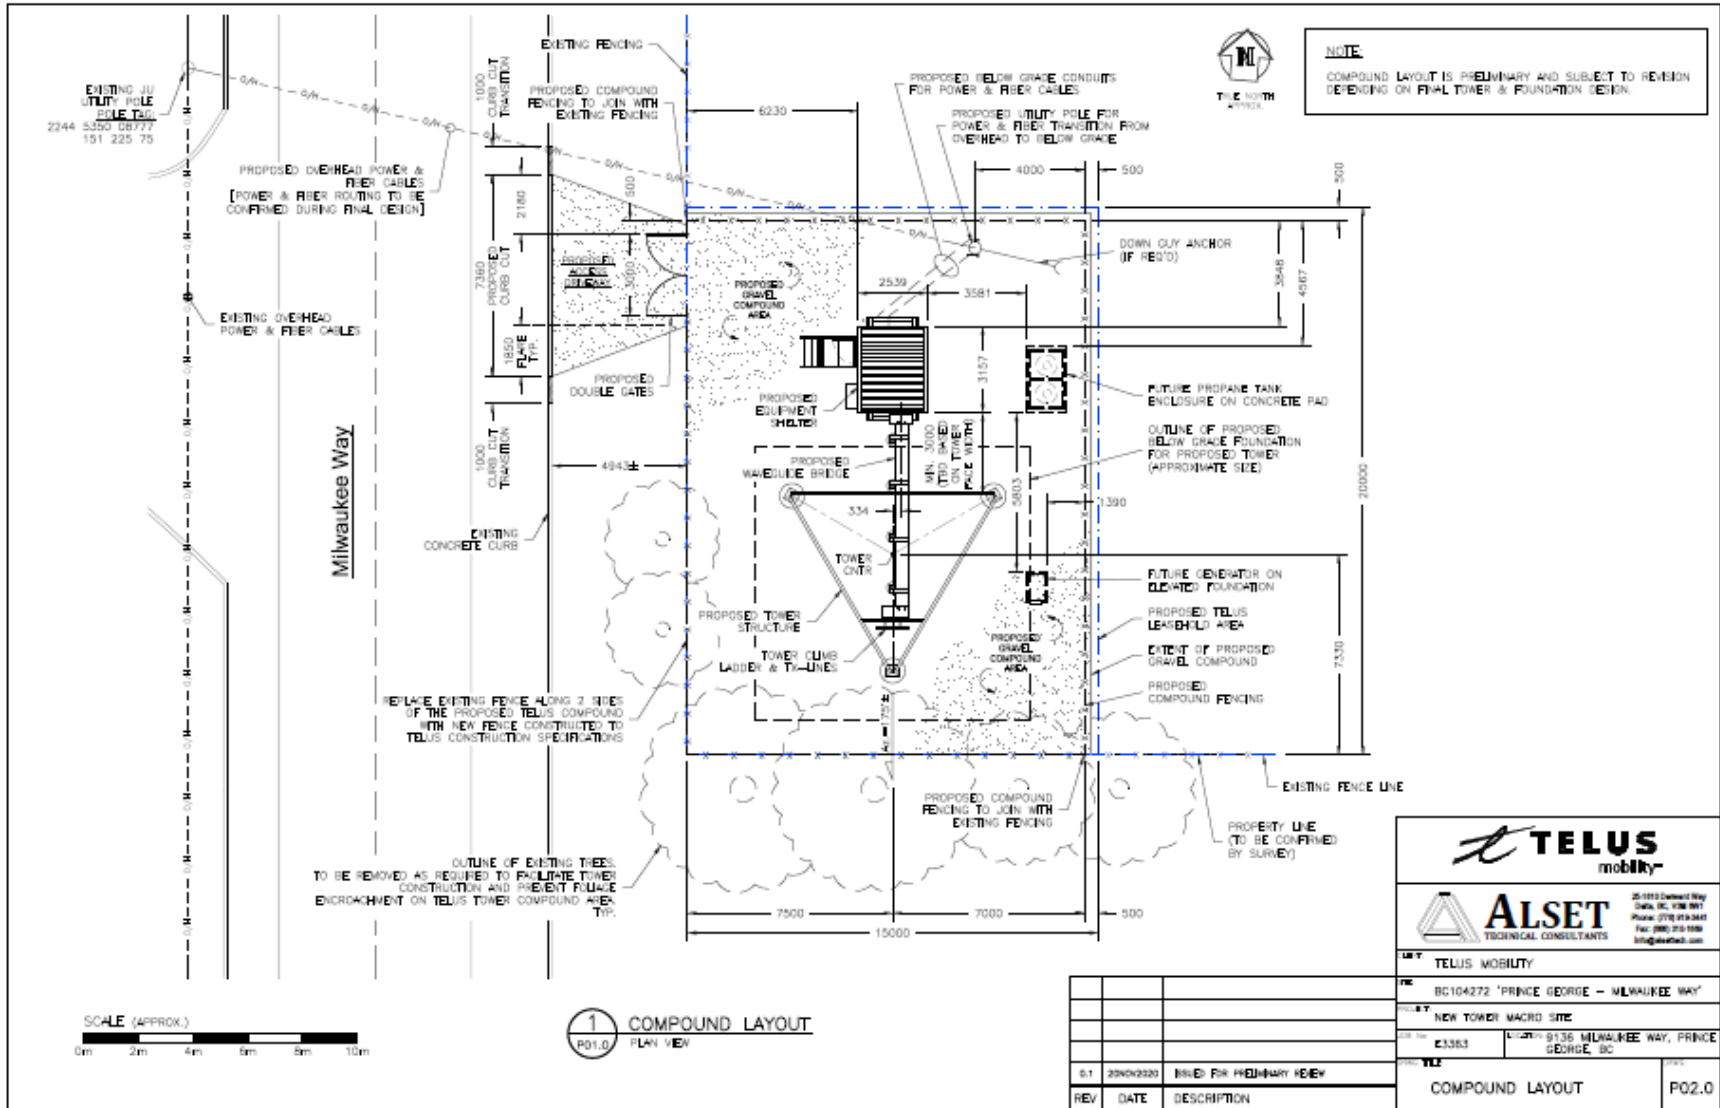 EXISTING JU
UTILITY POLE
POLE TAG:
2244 5350 08777
151 225 75
PROPOSED OVERHEAD POWER &
FIBER CABLES
[POWER & FIBER ROUTING TO BE
CONFIRMED DURING FINAL DESIGN]
EXISTING OVERHEAD
POWER & FIBER CABLES
Milwaukee Way
1000
CURB CUT
TRANSITION
7380
PROPOSED
CURB CUT
2180
1850
FLARE
TYP.
1000
CURB CUT
TRANSITION
EXISTING FENCING
PROPOSED COMPOUND
FENCING TO JOIN WITH
EXISTING FENCING
500
3000
PROPOSED
ACCESS
DRIVEWAY
PROPOSED
DOUBLE GATES
4943±
EXISTING
CONCRETE CURB
6230
PROPOSED BELOW GRADE CONDUITS
FOR POWER & FIBER CABLES
PROPOSED UTILITY POLE FOR
POWER & FIBER TRANSITION FROM
OVERHEAD TO BELOW GRADE
4000
500
500
TRUE NORTH
APPROX.
NOTE:
COMPOUND LAYOUT IS PRELIMINARY AND SUBJECT TO REVISION
DEPENDING ON FINAL TOWER & FOUNDATION DESIGN.
DOWN GUY ANCHOR
(IF REQ'D)
3848
4567
2539
3581
PROPOSED
GRAVEL
COMPOUND
AREA
3157
PROPOSED
EQUIPMENT
SHELTER
FUTURE PROPANE TANK
ENCLOSURE ON CONCRETE PAD
OUTLINE OF PROPOSED
BELOW GRADE FOUNDATION
FOR PROPOSED TOWER
(APPROXIMATE SIZE)
PROPOSED
WAVEGUIDE BRIDGE
MIN. 3000
(TBD BASED
ON TOWER
FACE WIDTH)
5803
1390
20000
334
TOWER
CNTR
FUTURE GENERATOR ON
ELEVATED FOUNDATION
PROPOSED TOWER
STRUCTURE
PROPOSED TELUS
LEASEHOLD AREA
7330
TOWER CLIMB
LADDER & TX-LINES
PROPOSED
GRAVEL
COMPOUND
AREA
EXTENT OF PROPOSED
GRAVEL COMPOUND
PROPOSED
COMPOUND FENCING
REPLACE EXISTING FENCE ALONG 2 SIDES
OF THE PROPOSED TELUS COMPOUND
WITH NEW FENCE CONSTRUCTED TO
TELUS CONSTRUCTION SPECIFICATIONS
PROPOSED COMPOUND
FENCING TO JOIN WITH
EXISTING FENCING
EXISTING FENCE LINE
PROPERTY LINE
(TO BE CONFIRMED
BY SURVEY)
OUTLINE OF EXISTING TREES.
TO BE REMOVED AS REQUIRED TO FACILITATE TOWER
CONSTRUCTION AND PREVENT FOLIAGE
ENCROACHMENT ON TELUS TOWER COMPOUND AREA.
TYP.
7500
7000
500
15000
SCALE (APPROX.)
0m 2m 4m 6m 8m 10m
1
P01.0
COMPOUND LAYOUT
PLAN VIEW
0.1 20NOV2020 ISSUED FOR PRELIMINARY REVIEW
REV DATE DESCRIPTION
TELUS
mobility
ALSET
TECHNICAL CONSULTANTS
TELUS MOBILITY
BC104272 'PRINCE GEORGE - MILWAUKEE WAY'
NEW TOWER MACRO SITE
E3363
9136 MILWAUKEE WAY, PRINCE
GEORGE, BC
TITLE
COMPOUND LAYOUT
P02.0